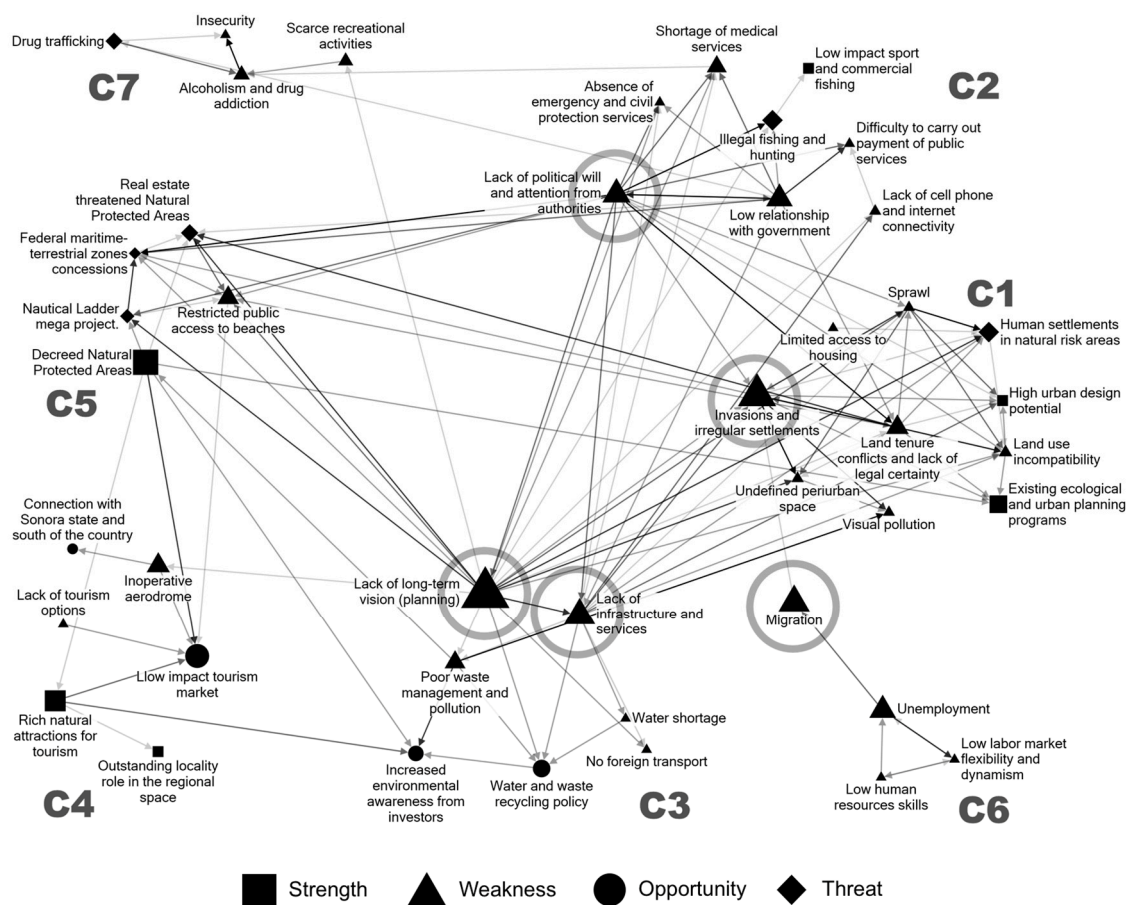 Insecurity
Scarce recreational
activities
Drug trafficking
C7
Alcoholism and drug
addiction
Shortage of medical
services
Low impact sport
and commercial
fishing
C2
Absence of
emergency and civil
protection services
Illegal fishing and
hunting
Difficulty to carry out
payment of public
services
Lack of political will
and attention from
authorities
Low relationship
with government
Lack of cell phone
and internet
connectivity
Real estate
threatened Natural
Protected Areas
Federal maritime-
terrestrial zones
concessions
Nautical Ladder
mega project.
Restricted public
access to beaches
Decreed Natural
Protected Areas
C5
Sprawl
C1
Limited access to
housing
Human settlements
in natural risk areas
Invasions and
irregular settlements
High urban design
potential
Land tenure
conflicts and lack of
legal certainty
Land use
incompatibility
Undefined periurban
space
Visual pollution
Existing ecological
and urban planning
programs
Connection with
Sonora state and
south of the country
Inoperative
aerodrome
Lack of tourism
options
Llow impact tourism
market
Rich natural
attractions for
tourism
Outstanding locality
role in the regional
space
C4
Lack of long-term
vision (planning)
Lack of
infrastructure and
services
Migration
Poor waste
management and
pollution
Water shortage
No foreign transport
Increased
environmental
awareness from
investors
Water and waste
recycling policy
C3
Unemployment
Low labor market
flexibility and
dynamism
Low human
resources skills
C6
Strength
Weakness
Opportunity
Threat